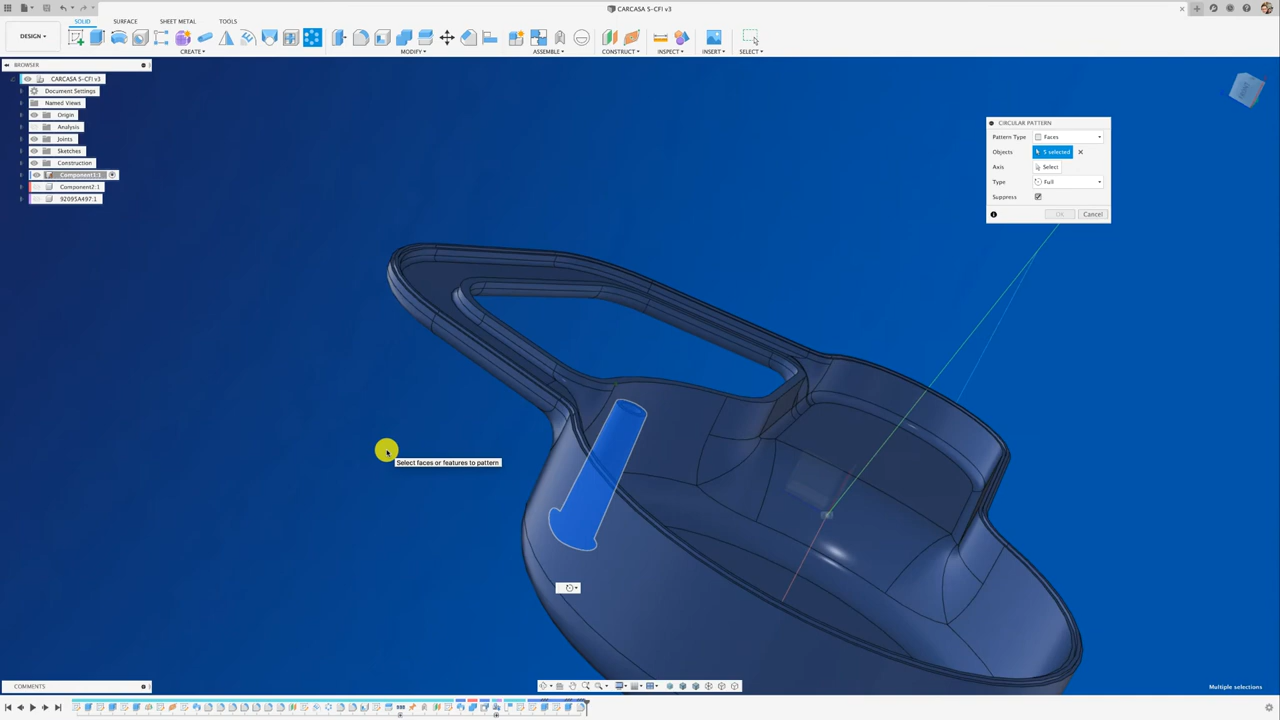 CARCASA S-CFI v3
SOLID SURFACE SHEET METAL TOOLS
DESIGN
CREATE MODIFY ASSEMBLE CONSTRUCT INSPECT INSERT SELECT
BROWSER
CARCASA S-CFI v3
Document Settings
Named Views
Origin
Analysis
Joints
Sketches
Construction
Component1:1
Component2:1
92095A497:1
CIRCULAR PATTERN
Pattern Type Faces
Objects 5 selected
Axis Select
Type Full
Suppress
OK Cancel
Select faces or features to pattern
COMMENTS
Multiple selections